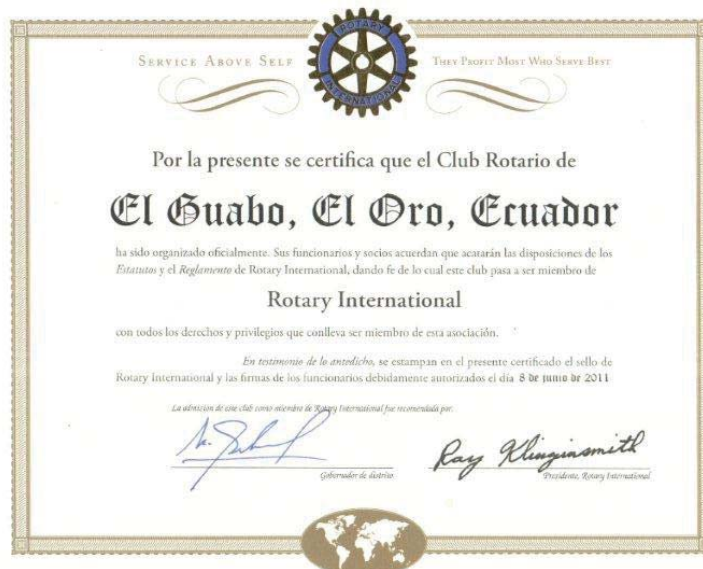 SERVICE ABOVE SELF
ROTARY
INTERNATIONAL
THEY PROFIT MOST WHO SERVE BEST
Por la presente se certifica que el Club Rotario de
El Guabo, El Oro, Ecuador
ha sido organizado oficialmente. Sus funcionarios y socios acuerdan que acatarán las disposiciones de los
Estatutos y el Reglamento de Rotary International, dando fe de lo cual este club pasa a ser miembro de
Rotary International
con todos los derechos y privilegios que conlleva ser miembro de esta asociación.
En testimonio de lo antedicho, se estampan en el presente certificado el sello de
Rotary International y las firmas de los funcionarios debidamente autorizados el día 8 de junio de 2011
La admisión de este club como miembro de Rotary International fue recomendada por:
Ray Klinginsmith
Gobernador de distrito
Presidente, Rotary International